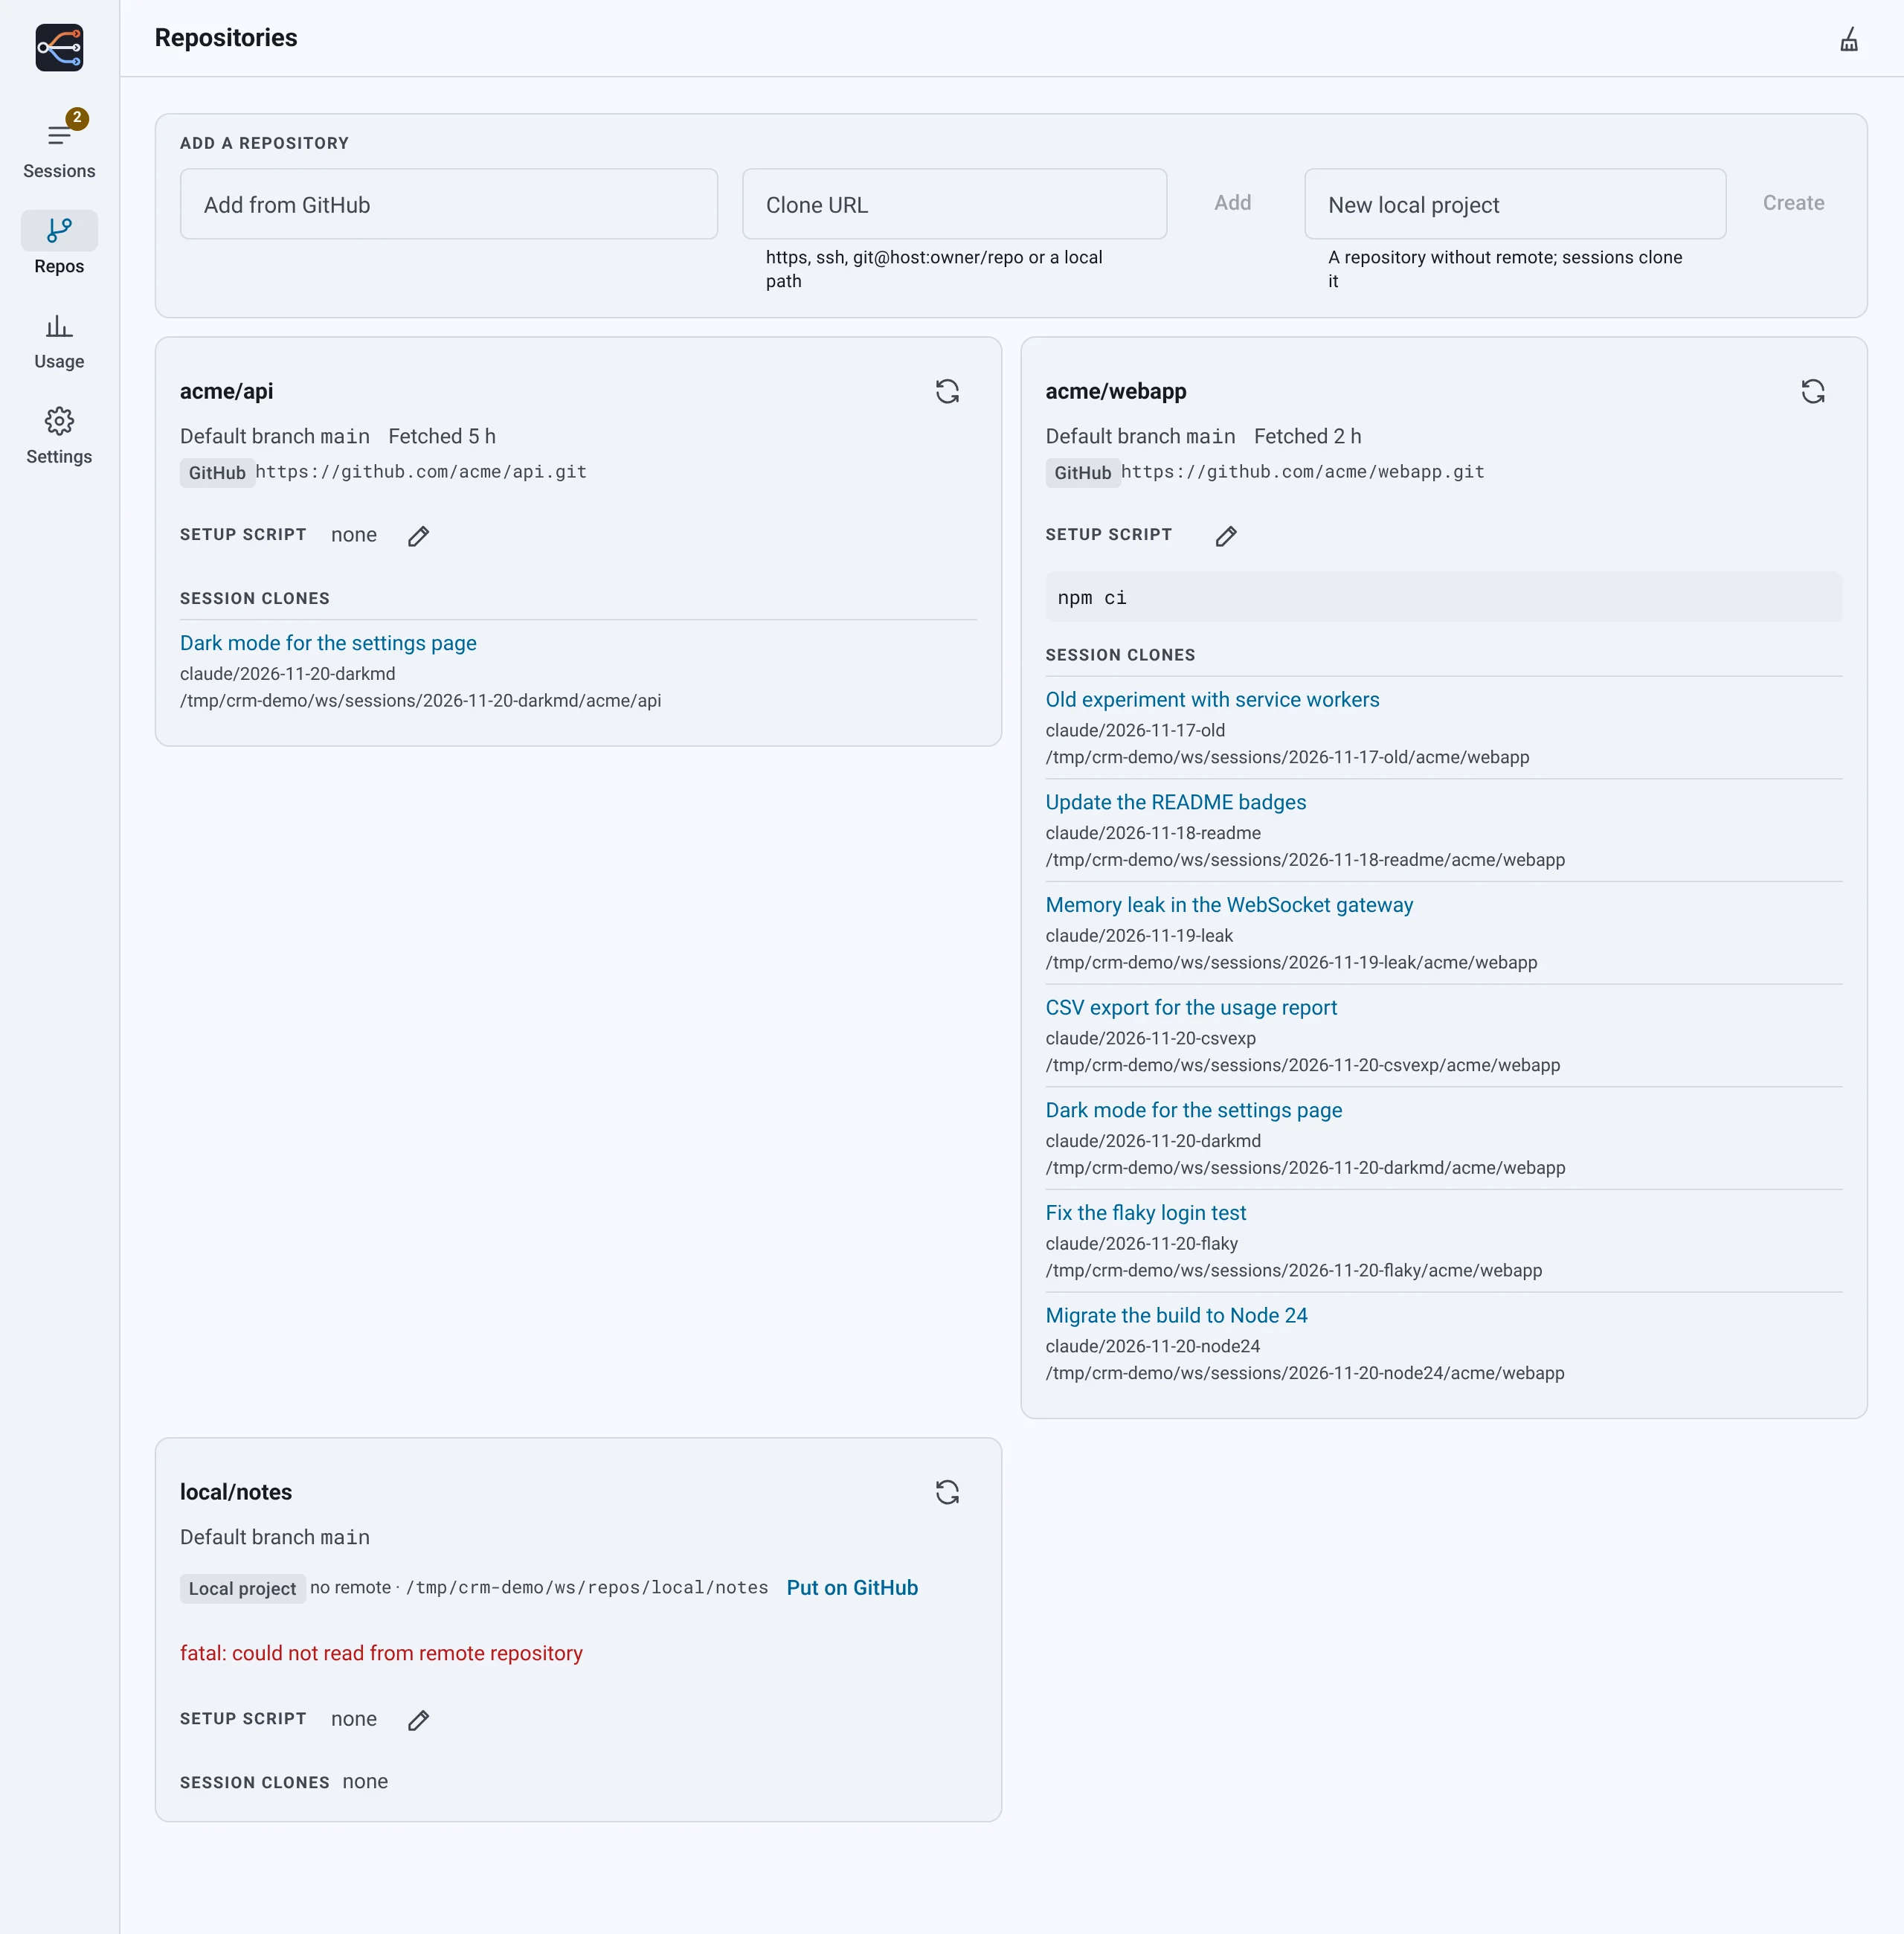 Repositories
2
Sessions
Repos
Usage
Settings
ADD A REPOSITORY
Add from GitHub
Clone URL
Add
New local project
Create
https, ssh, git@host:owner/repo or a local
path
A repository without remote; sessions clone
it
acme/api
Default branch main Fetched 5 h
GitHub https://github.com/acme/api.git
SETUP SCRIPT none
SESSION CLONES
Dark mode for the settings page
claude/2026-11-20-darkmd
/tmp/crm-demo/ws/sessions/2026-11-20-darkmd/acme/api
acme/webapp
Default branch main Fetched 2 h
GitHub https://github.com/acme/webapp.git
SETUP SCRIPT
npm ci
SESSION CLONES
Old experiment with service workers
claude/2026-11-17-old
/tmp/crm-demo/ws/sessions/2026-11-17-old/acme/webapp
Update the README badges
claude/2026-11-18-readme
/tmp/crm-demo/ws/sessions/2026-11-18-readme/acme/webapp
Memory leak in the WebSocket gateway
claude/2026-11-19-leak
/tmp/crm-demo/ws/sessions/2026-11-19-leak/acme/webapp
CSV export for the usage report
claude/2026-11-20-csvexp
/tmp/crm-demo/ws/sessions/2026-11-20-csvexp/acme/webapp
Dark mode for the settings page
claude/2026-11-20-darkmd
/tmp/crm-demo/ws/sessions/2026-11-20-darkmd/acme/webapp
Fix the flaky login test
claude/2026-11-20-flaky
/tmp/crm-demo/ws/sessions/2026-11-20-flaky/acme/webapp
Migrate the build to Node 24
claude/2026-11-20-node24
/tmp/crm-demo/ws/sessions/2026-11-20-node24/acme/webapp
local/notes
Default branch main
Local project no remote · /tmp/crm-demo/ws/repos/local/notes Put on GitHub
fatal: could not read from remote repository
SETUP SCRIPT none
SESSION CLONES none